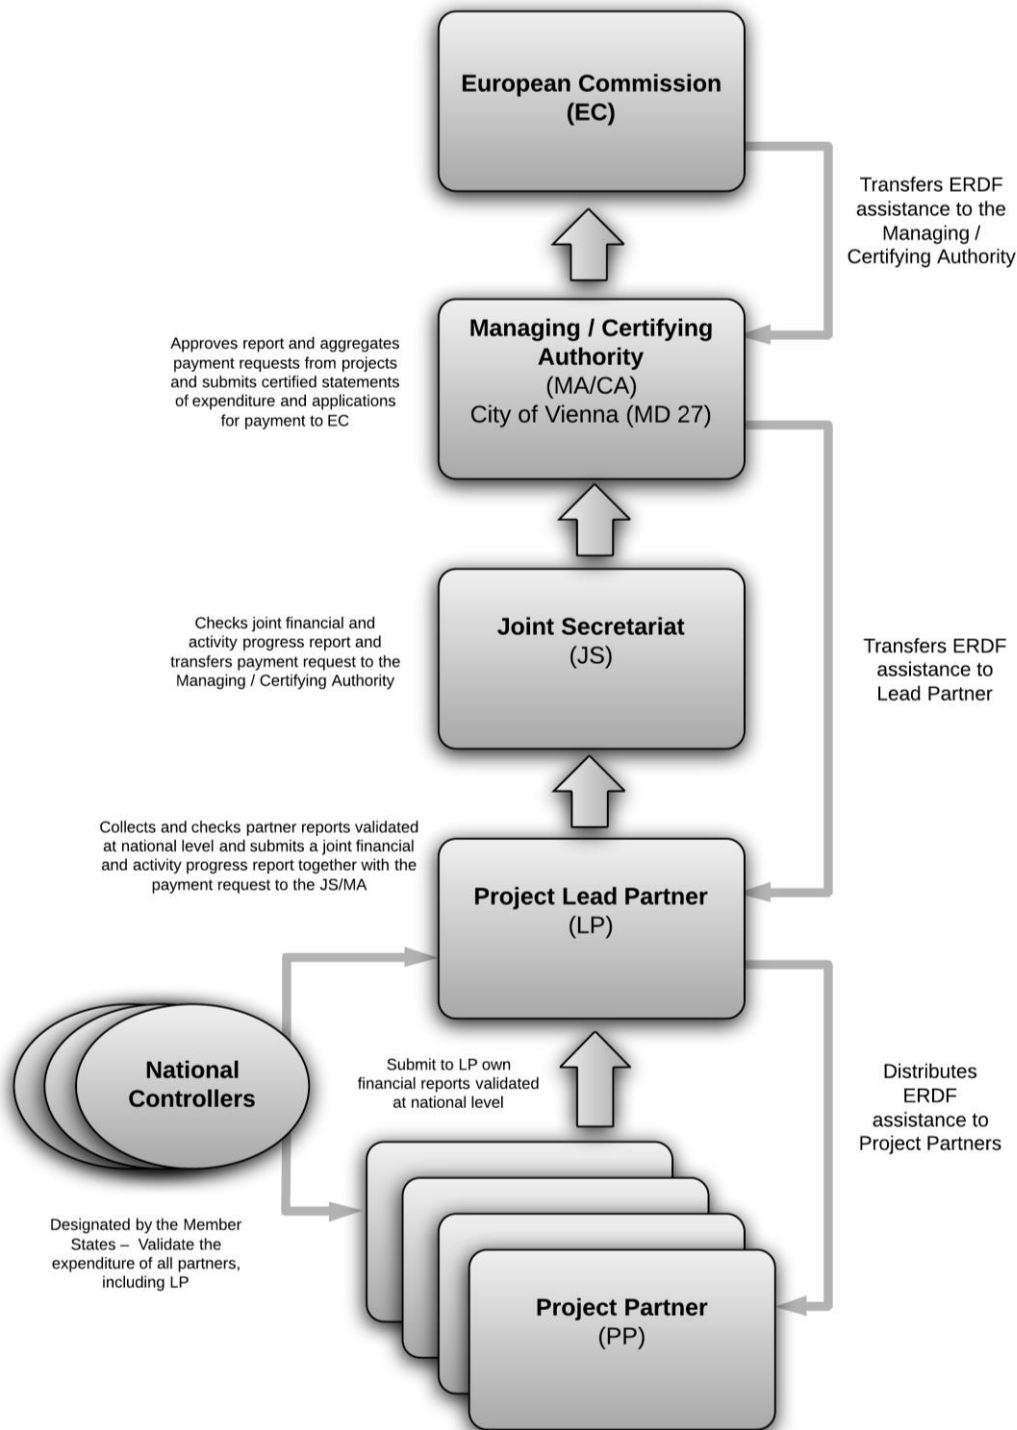 European Commission
(EC)
Transfers ERDF
assistance to the
Managing /
Certifying Authority
Managing / Certifying
Authority
(MA/CA)
City of Vienna (MD 27)
Approves report and aggregates
payment requests from projects
and submits certified statements
of expenditure and applications
for payment to EC
Joint Secretariat
(JS)
Checks joint financial and
activity progress report and
transfers payment request to the
Managing / Certifying Authority
Transfers ERDF
assistance to
Lead Partner
Collects and checks partner reports validated
at national level and submits a joint financial
and activity progress report together with the
payment request to the JS/MA
Project Lead Partner
(LP)
National
Controllers
Submit to LP own
financial reports validated
at national level
Distributes
ERDF
assistance to
Project Partners
Designated by the Member
States – Validate the
expenditure of all partners,
including LP
Project Partner
(PP)